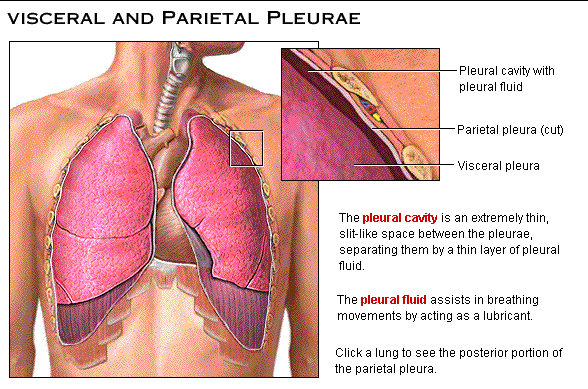 VISCERAL AND PARIETAL PLEURAE
Pleural cavity with
pleural fluid
Parietal pleura (cut)
Visceral pleura
The pleural cavity is an extremely thin,
slit-like space between the pleurae,
separating them by a thin layer of pleural
fluid.
The pleural fluid assists in breathing
movements by acting as a lubricant.
Click a lung to see the posterior portion of
the parietal pleura.